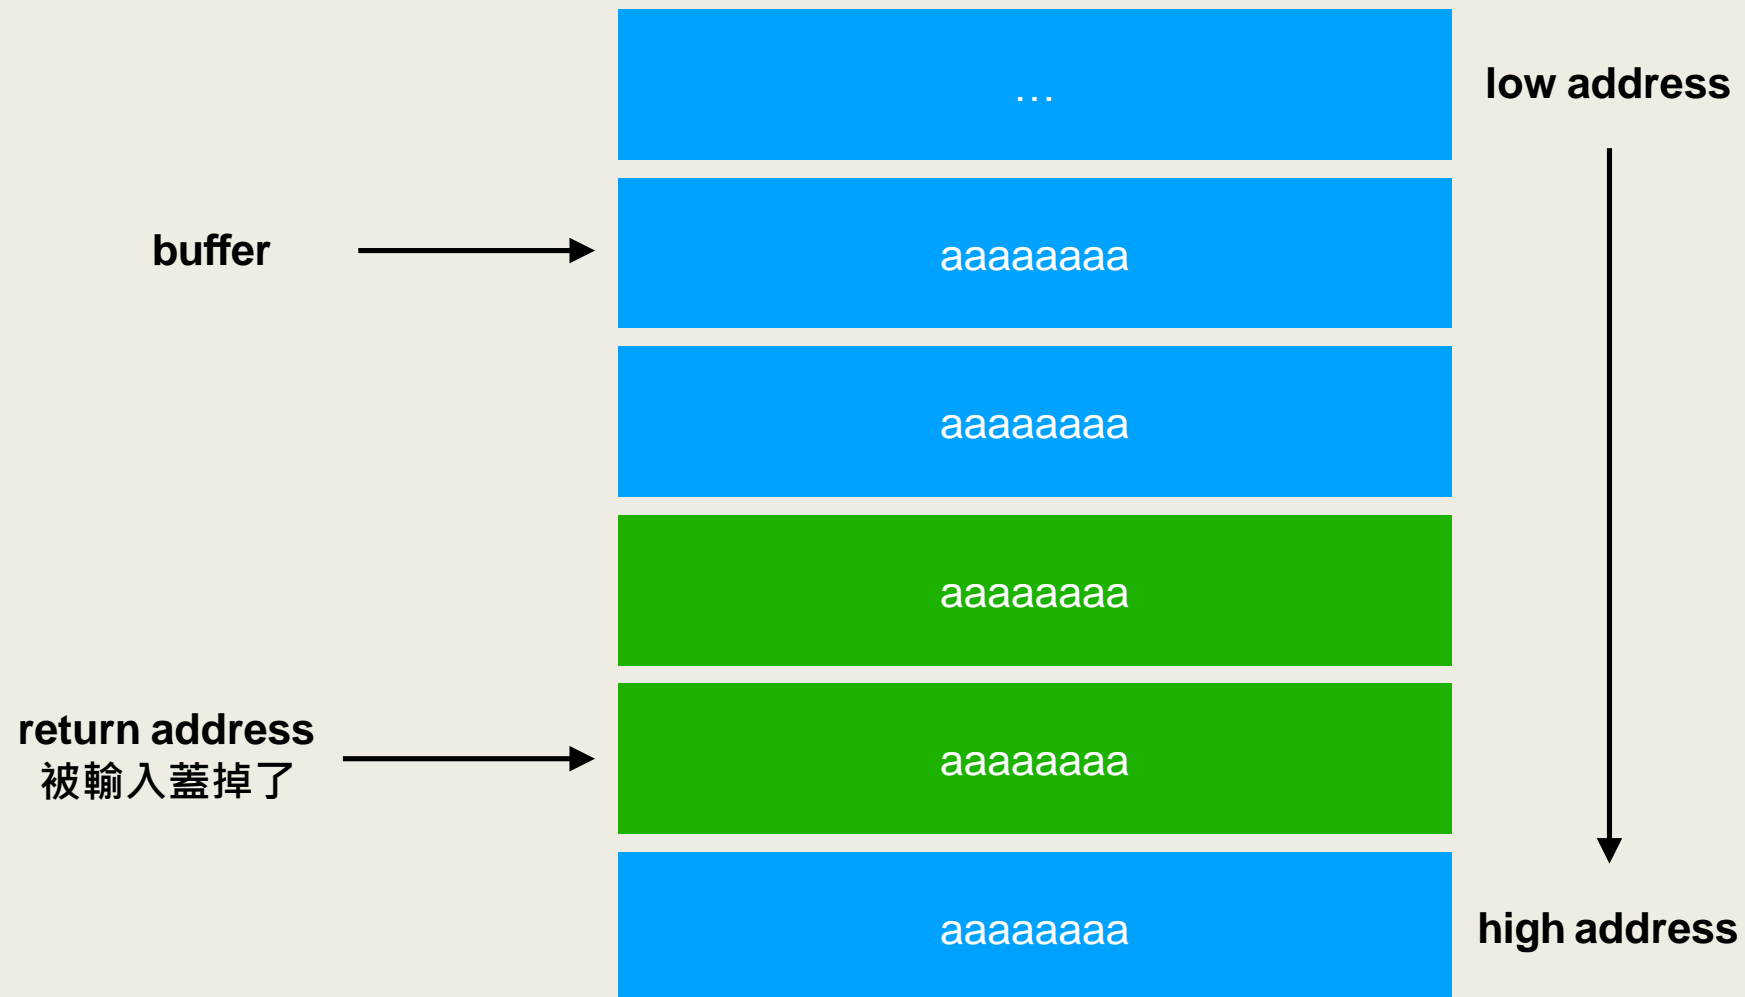 …
low address
buffer
aaaaaaaa
aaaaaaaa
aaaaaaaa
return address
被輸入蓋掉了
aaaaaaaa
aaaaaaaa
high address